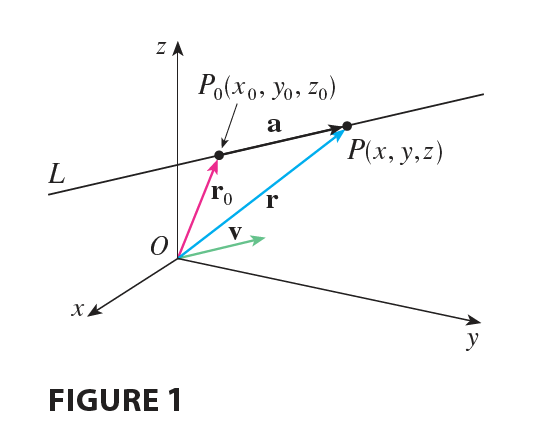 z
P₀(x₀, y₀, z₀)
a
P(x, y, z)
L
r₀
r
v
O
x
y
FIGURE 1